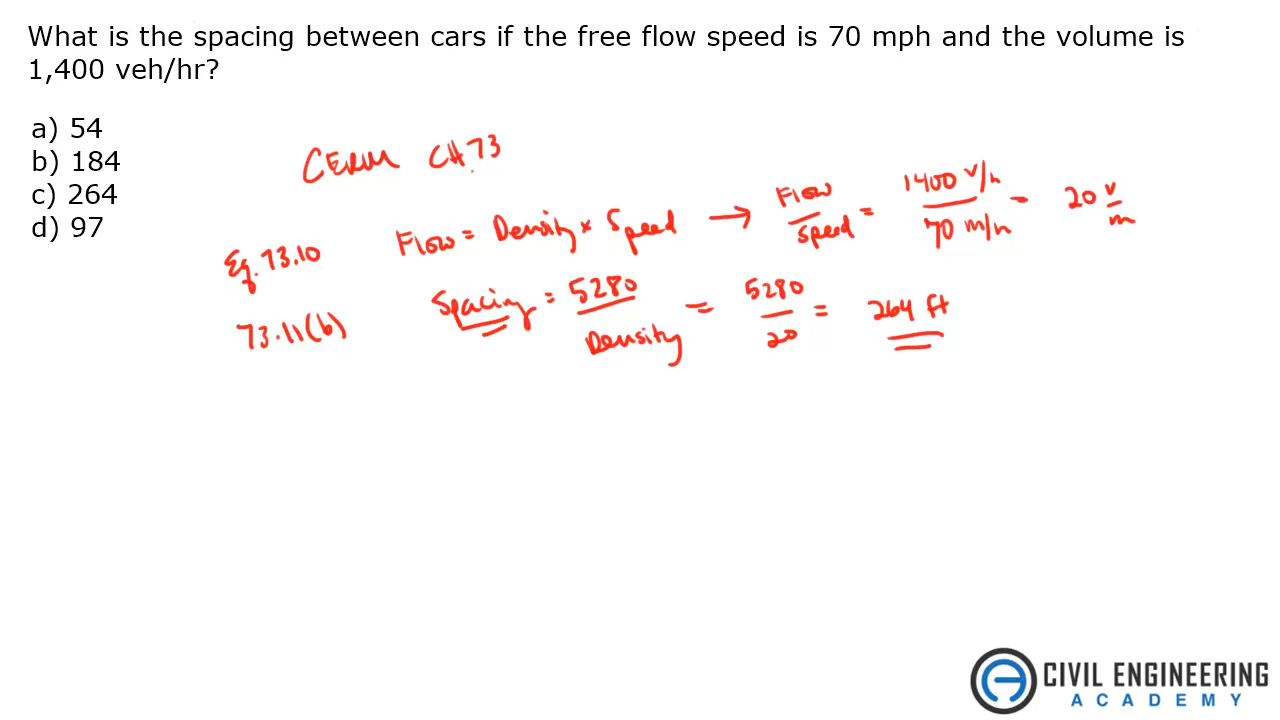 What is the spacing between cars if the free flow speed is 70 mph and the volume is
1,400 veh/hr?
a) 54
b) 184
c) 264
d) 97
CERM CH 73
Eq. 73.10 Flow = Density × Speed → Flow/Speed = 1400 v/h / 70 m/h = 20 v/m
73.11(b) Spacing = 5280/Density = 5280/20 = 264 ft
CIVIL ENGINEERING
ACADEMY